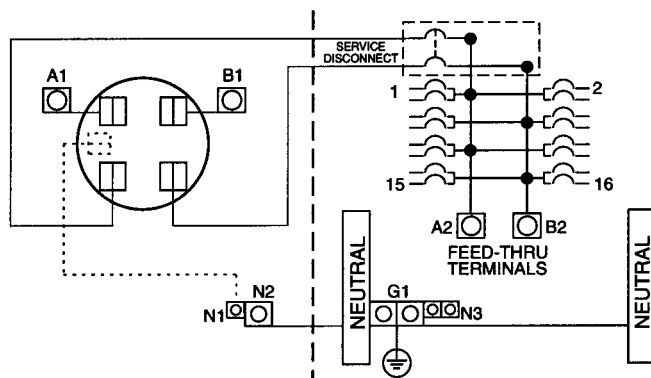 SERVICE
DISCONNECT
A1
B1
1
2
15
16
A2
B2
FEED-THRU
TERMINALS
NEUTRAL
NEUTRAL
N1
N2
G1
N3